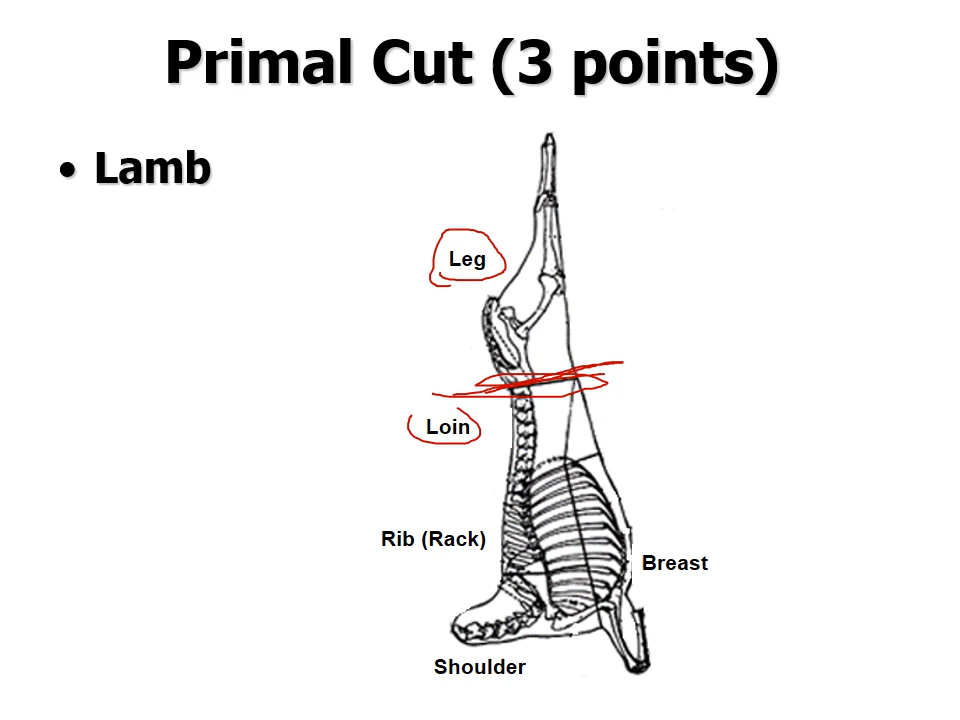 Primal Cut (3 points)
• Lamb
Leg
Loin
Rib (Rack)
Breast
Shoulder